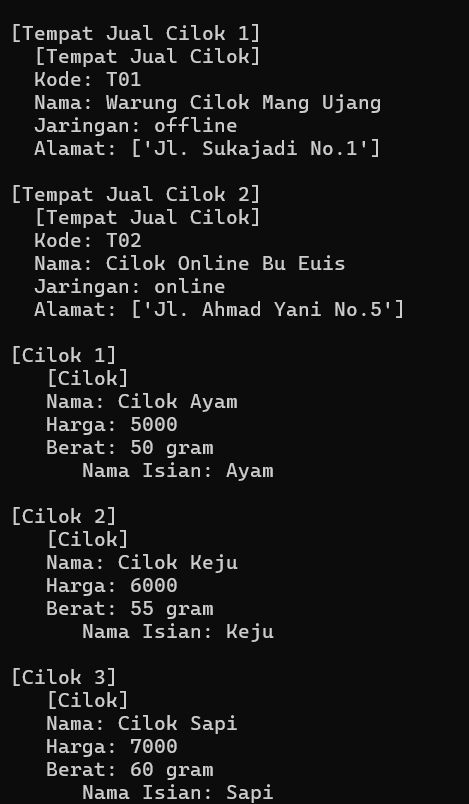 [Tempat Jual Cilok 1]
[Tempat Jual Cilok]
Kode: T01
Nama: Warung Cilok Mang Ujang
Jaringan: offline
Alamat: ['Jl. Sukajadi No.1']
[Tempat Jual Cilok 2]
[Tempat Jual Cilok]
Kode: T02
Nama: Cilok Online Bu Euis
Jaringan: online
Alamat: ['Jl. Ahmad Yani No.5']
[Cilok 1]
[Cilok]
Nama: Cilok Ayam
Harga: 5000
Berat: 50 gram
Nama Isian: Ayam
[Cilok 2]
[Cilok]
Nama: Cilok Keju
Harga: 6000
Berat: 55 gram
Nama Isian: Keju
[Cilok 3]
[Cilok]
Nama: Cilok Sapi
Harga: 7000
Berat: 60 gram
Nama Isian: Sapi